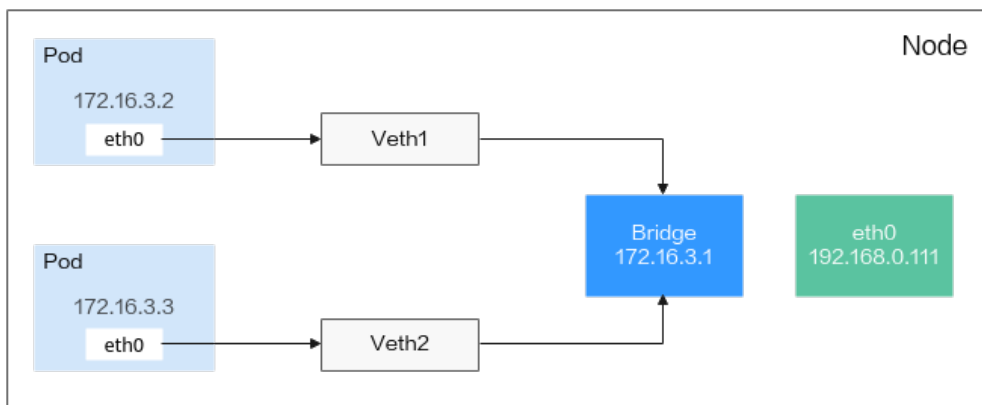 Node
Pod
172.16.3.2
eth0
Veth1
Bridge
172.16.3.1
eth0
192.168.0.111
Pod
172.16.3.3
eth0
Veth2